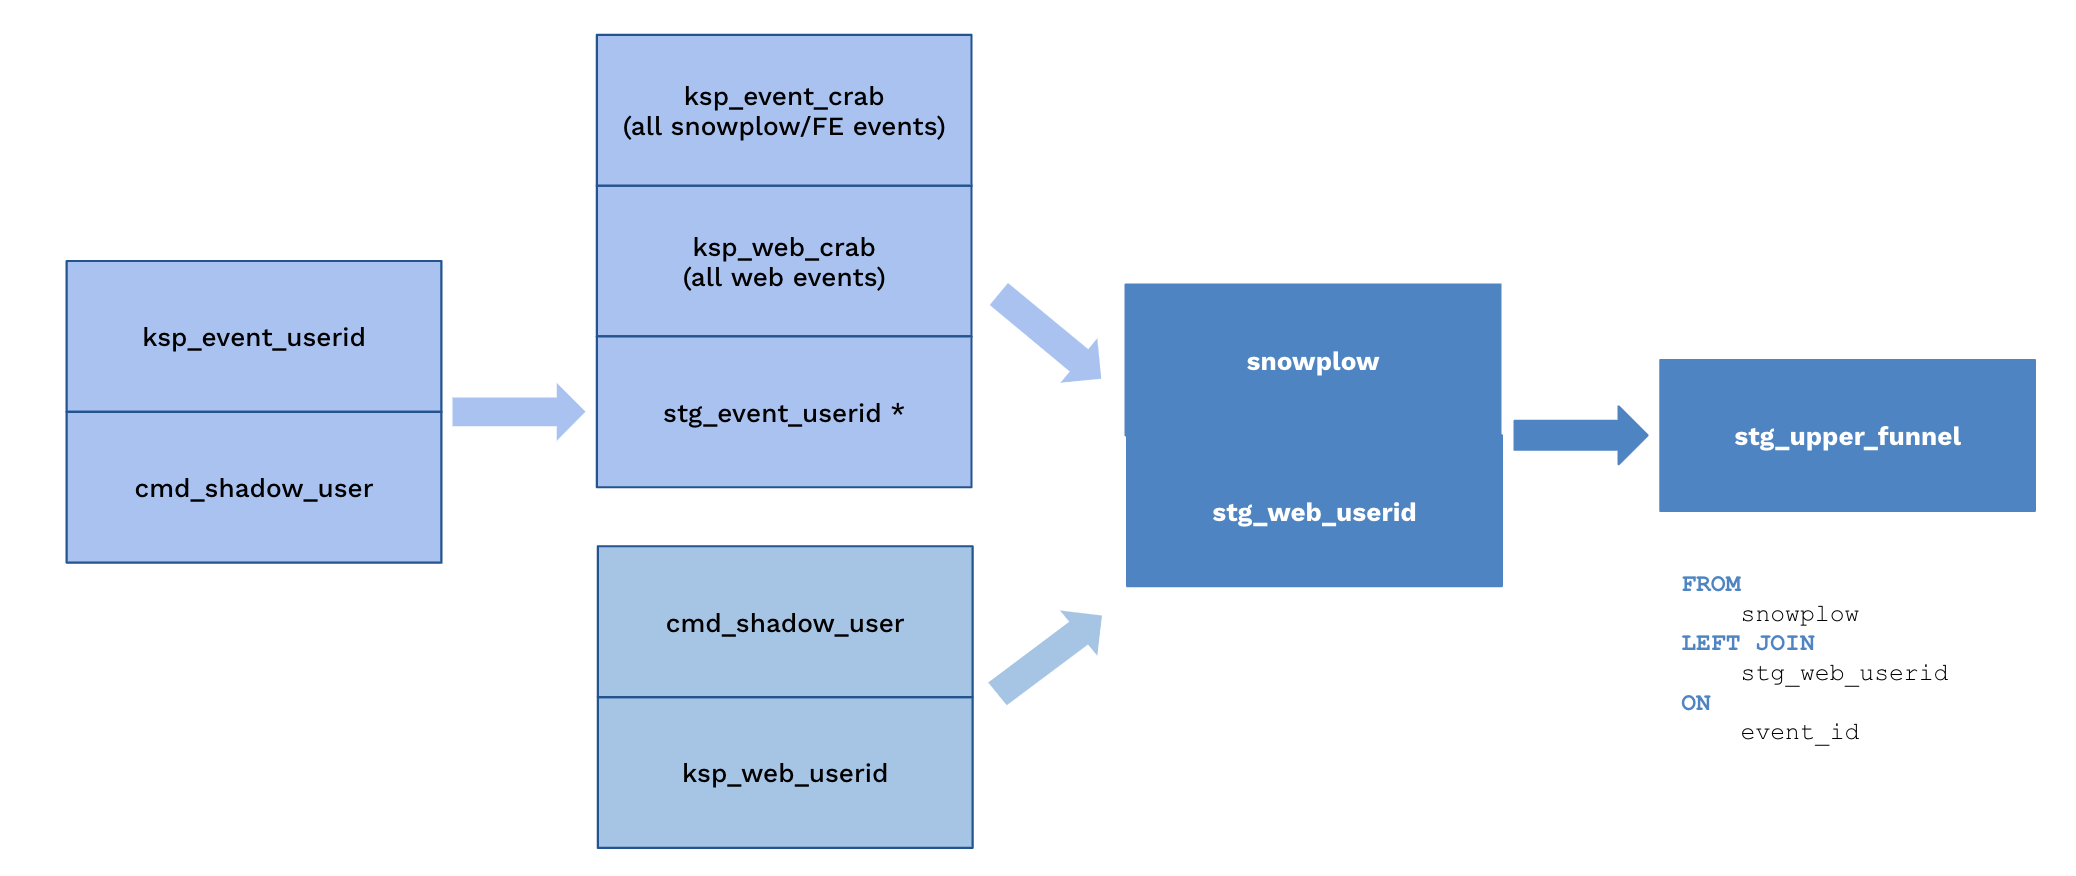 ksp_event_userid
cmd_shadow_user
ksp_event_crab
(all snowplow/FE events)
ksp_web_crab
(all web events)
stg_event_userid *
cmd_shadow_user
ksp_web_userid
snowplow
stg_web_userid
stg_upper_funnel
FROM
snowplow
LEFT JOIN
stg_web_userid
ON
event_id